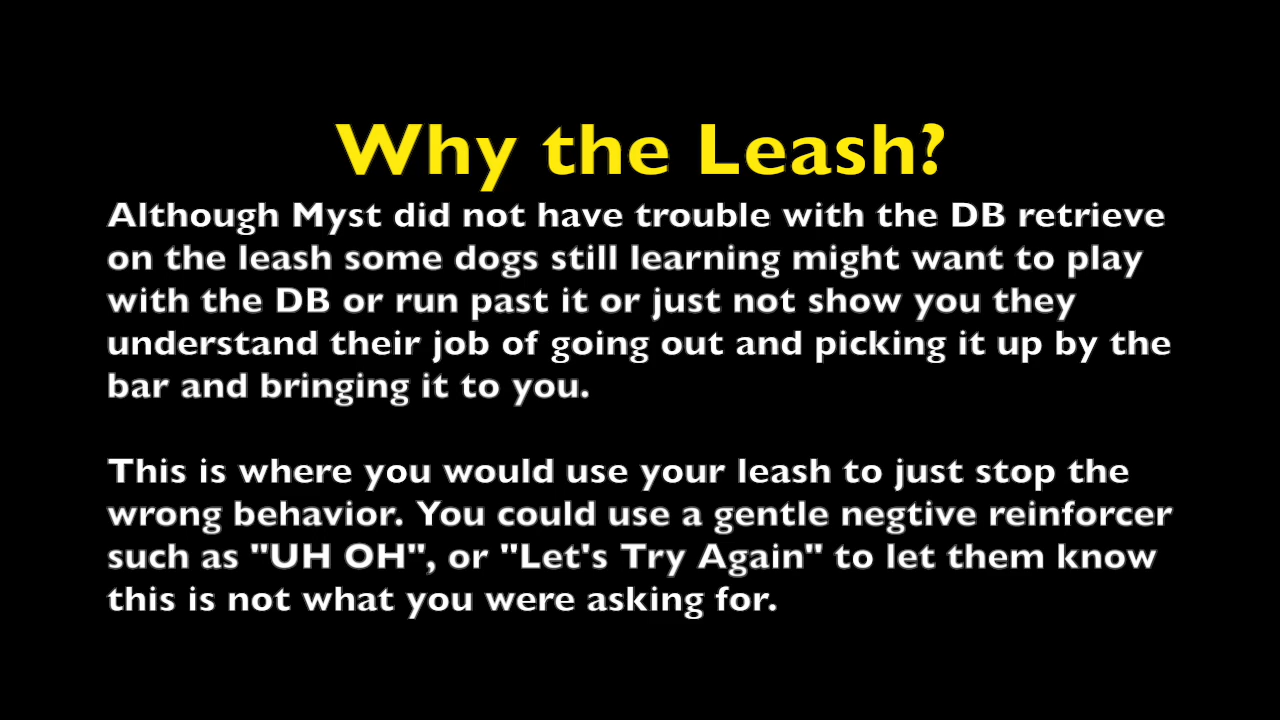 Why the Leash?
Although Myst did not have trouble with the DB retrieve
on the leash some dogs still learning might want to play
with the DB or run past it or just not show you they
understand their job of going out and picking it up by the
bar and bringing it to you.
This is where you would use your leash to just stop the
wrong behavior. You could use a gentle negtive reinforcer
such as "UH OH", or "Let's Try Again" to let them know
this is not what you were asking for.